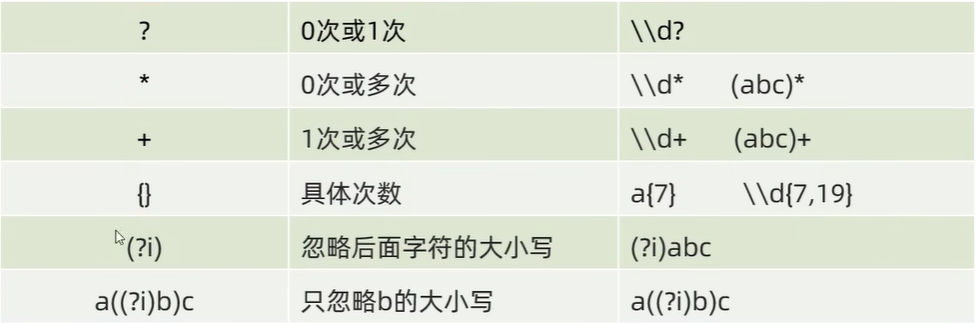 ? 0次或1次 \\d?
* 0次或多次 \\d* (abc)*
+ 1次或多次 \\d+ (abc)+
{} 具体次数 a{7} \\d{7,19}
(?i) 忽略后面字符的大小写 (?i)abc
a((?i)b)c 只忽略b的大小写 a((?i)b)c